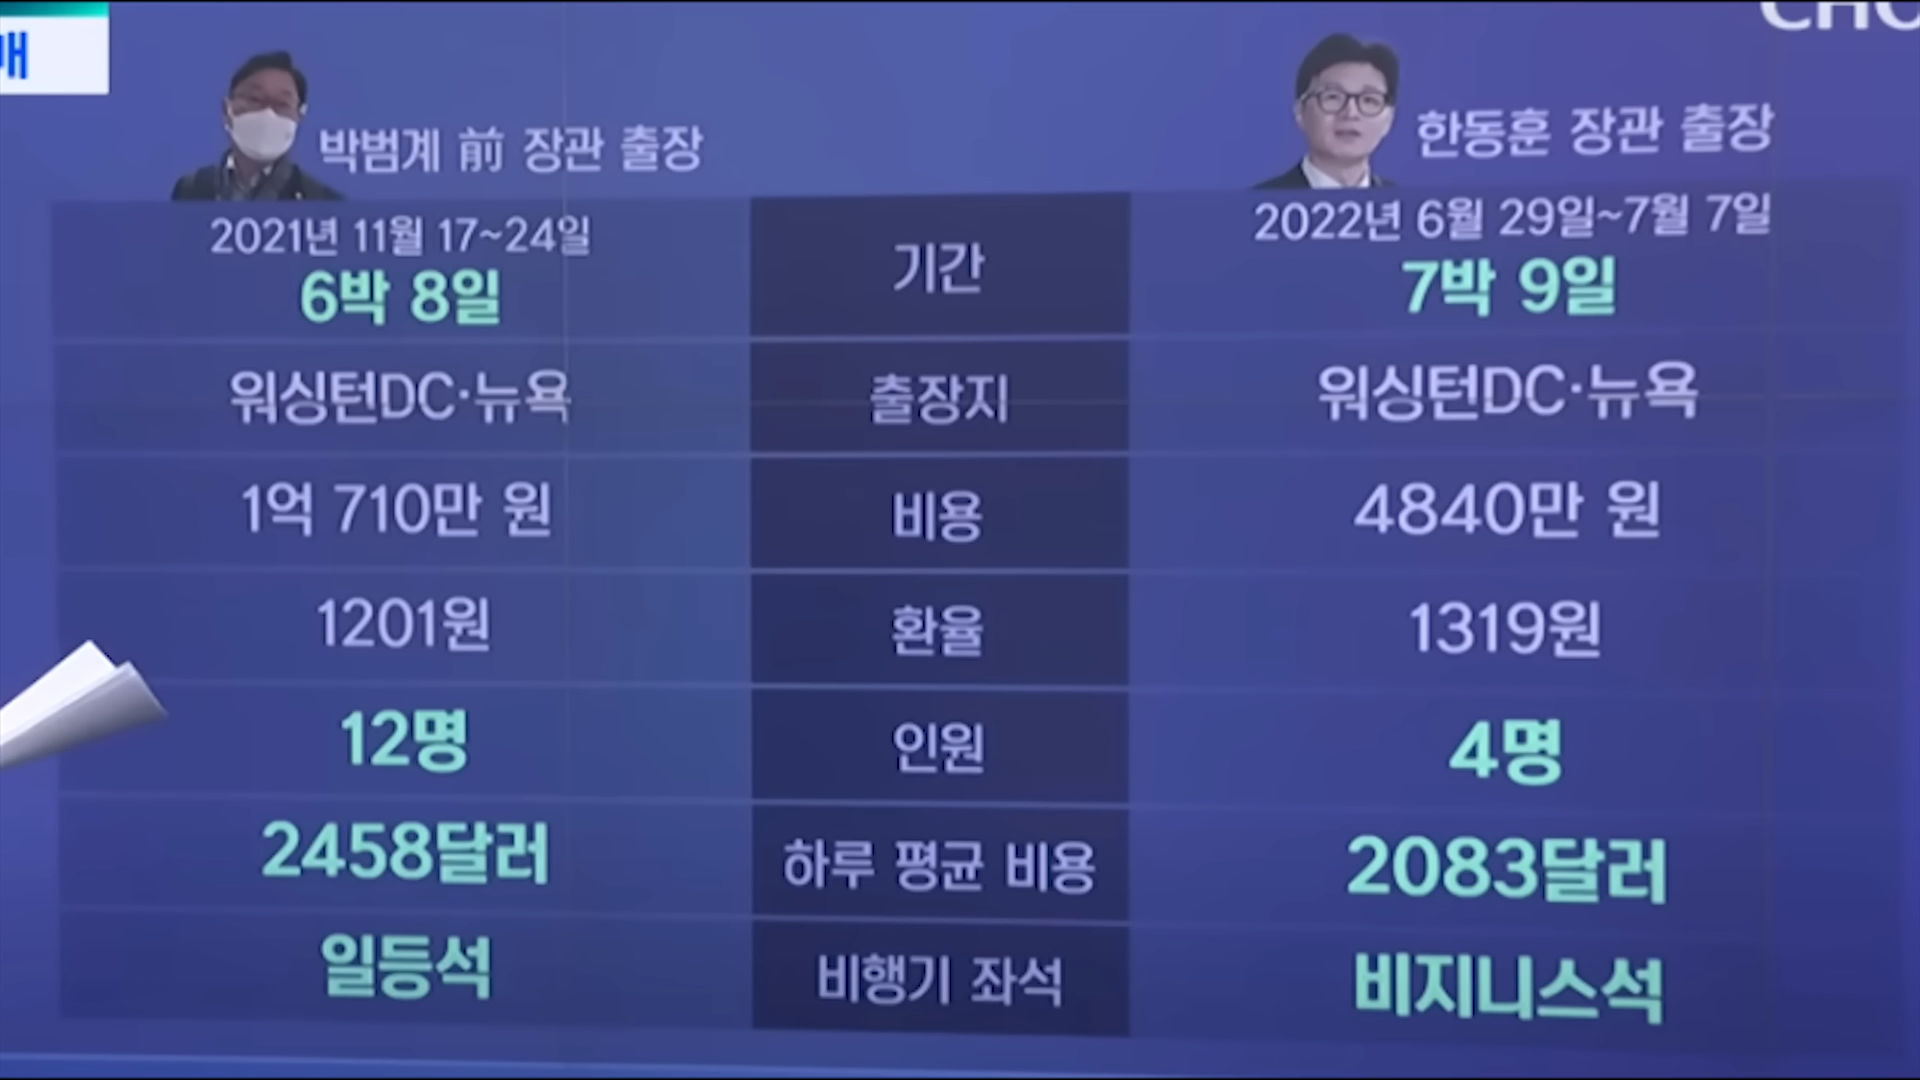 매
CHO
박범계 前 장관 출장
한동훈 장관 출장
2021년 11월 17~24일
6박 8일
기간
2022년 6월 29일~7월 7일
7박 9일
워싱턴DC·뉴욕
출장지
워싱턴DC·뉴욕
1억 710만 원
비용
4840만 원
1201원
환율
1319원
12명
인원
4명
2458달러
하루 평균 비용
2083달러
일등석
비행기 좌석
비지니스석